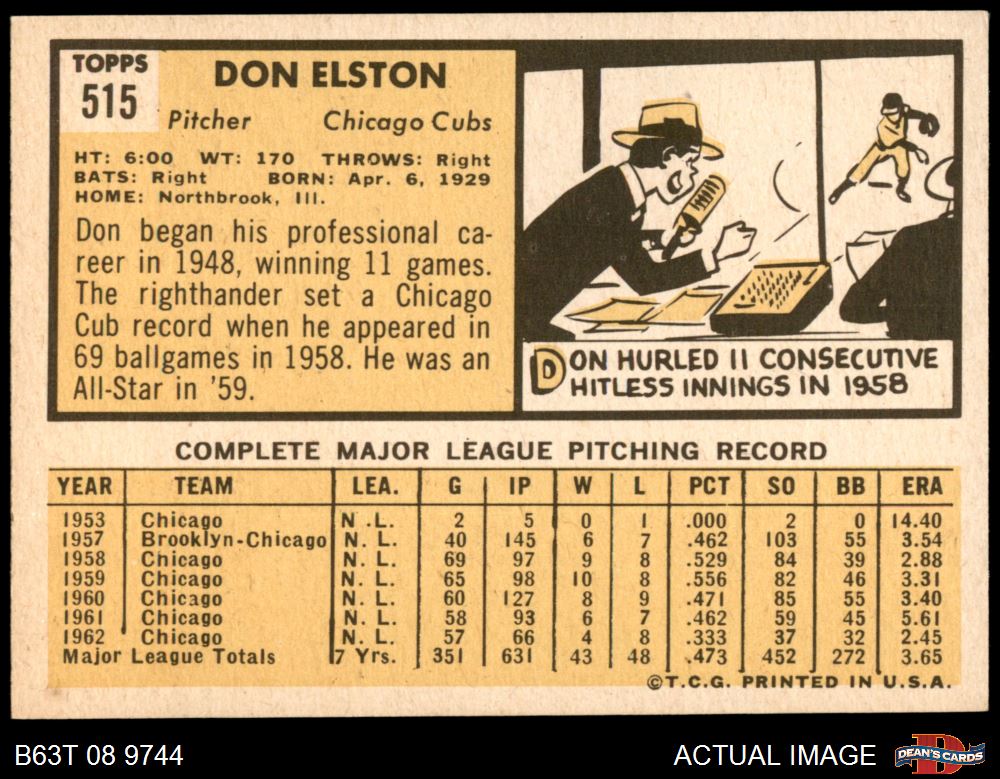 TOPPS
515
DON ELSTON
Pitcher Chicago Cubs
HT: 6:00 WT: 170 THROWS: Right
BATS: Right BORN: Apr. 6, 1929
HOME: Northbrook, Ill.
Don began his professional ca-
reer in 1948, winning 11 games.
The righthander set a Chicago
Cub record when he appeared in
69 ballgames in 1958. He was an
All-Star in '59.
DON HURLED 11 CONSECUTIVE
HITLESS INNINGS IN 1958
COMPLETE MAJOR LEAGUE PITCHING RECORD
YEAR TEAM LEA. G IP W L PCT SO BB ERA
1953 Chicago N.L. 2 5 0 1 .000 2 0 14.40
1957 Brooklyn-Chicago N. L. 40 145 6 7 .462 103 55 3.54
1958 Chicago N. L. 69 97 9 8 .529 84 39 2.88
1959 Chicago N. L. 65 98 10 8 .556 82 46 3.31
1960 Chicago N. L. 60 127 8 9 .471 85 55 3.40
1961 Chicago N. L. 58 93 6 7 .462 59 45 5.61
1962 Chicago N. L. 57 66 4 8 .333 37 32 2.45
Major League Totals 7 Yrs. 351 631 43 48 .473 452 272 3.65
©T.C.G. PRINTED IN U.S.A.
B63T 08 9744 ACTUAL IMAGE D DEAN'S CARDS